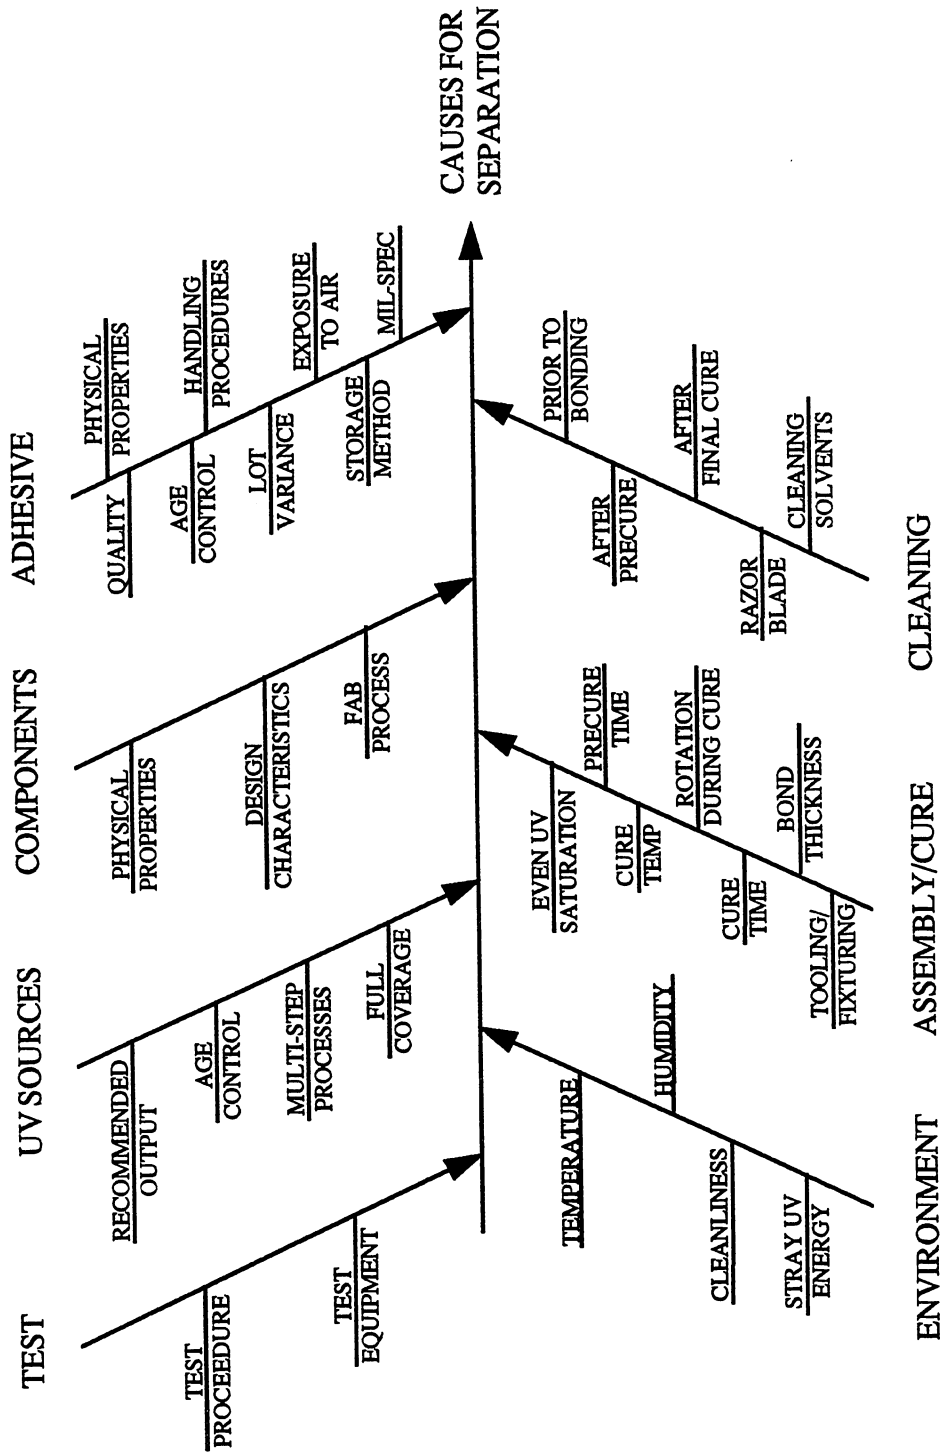 TEST
UV SOURCES
COMPONENTS
ADHESIVE
TEST
PROCEEDURE
TEST
EQUIPMENT
RECOMMENDED
OUTPUT
AGE
CONTROL
MULTI-STEP
PROCESSES
FULL
COVERAGE
PHYSICAL
PROPERTIES
DESIGN
CHARACTERISTICS
FAB
PROCESS
PHYSICAL
PROPERTIES
QUALITY
HANDLING
PROCEDURES
AGE
CONTROL
LOT
VARIANCE
EXPOSURE
TO AIR
STORAGE
METHOD
MIL-SPEC
CAUSES FOR
SEPARATION
TEMPERATURE
HUMIDITY
CLEANLINESS
STRAY UV
ENERGY
EVEN UV
SATURATION
PRECURE
TIME
CURE
TEMP
ROTATION
DURING CURE
CURE
TIME
BOND
THICKNESS
TOOLING/
FIXTURING
PRIOR TO
BONDING
AFTER
PRECURE
AFTER
FINAL CURE
RAZOR
BLADE
CLEANING
SOLVENTS
ENVIRONMENT
ASSEMBLY/CURE
CLEANING